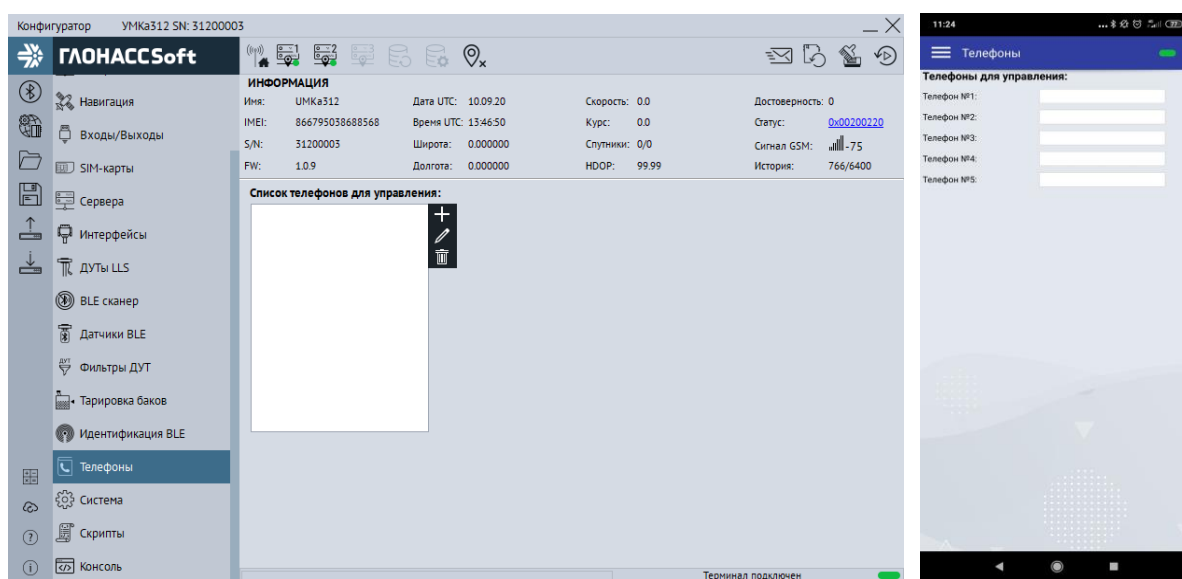 Конфигуратор УМКа312 SN: 31200003
ГЛОНАССSoft
Навигация
Входы/Выходы
SIM-карты
Сервера
Интерфейсы
ДУТы LLS
BLE сканер
Датчики BLE
Фильтры ДУТ
Тарировка баков
Идентификация BLE
Телефоны
Система
Скрипты
Консоль
ИНФОРМАЦИЯ
Имя: UMKa312 Дата UTC: 10.09.20 Скорость: 0.0 Достоверность: 0
IMEI: 866795038688568 Время UTC: 13:46:50 Курс: 0.0 Статус: 0x00200220
S/N: 31200003 Широта: 0.000000 Спутники: 0/0 Сигнал GSM: -75
FW: 1.0.9 Долгота: 0.000000 HDOP: 99.99 История: 766/6400
Список телефонов для управления:
Терминал подключен
11:24
Телефоны
Телефоны для управления:
Телефон №1:
Телефон №2:
Телефон №3:
Телефон №4:
Телефон №5: